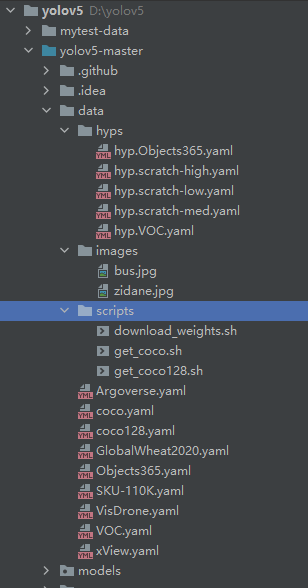 yolov5 D:\yolov5
mytest-data
yolov5-master
.github
.idea
data
hyps
hyp.Objects365.yaml
hyp.scratch-high.yaml
hyp.scratch-low.yaml
hyp.scratch-med.yaml
hyp.VOC.yaml
images
bus.jpg
zidane.jpg
scripts
download_weights.sh
get_coco.sh
get_coco128.sh
Argoverse.yaml
coco.yaml
coco128.yaml
GlobalWheat2020.yaml
Objects365.yaml
SKU-110K.yaml
VisDrone.yaml
VOC.yaml
xView.yaml
models